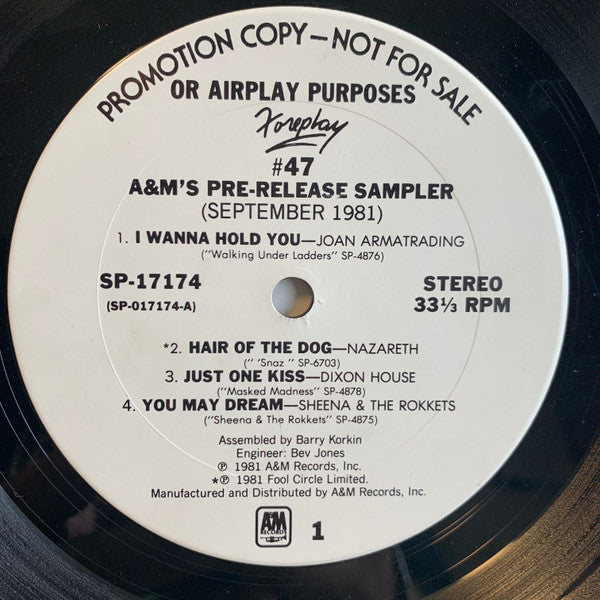 PROMOTION COPY—NOT FOR SALE
OR AIRPLAY PURPOSES
Foreplay
#47
A&M'S PRE-RELEASE SAMPLER
(SEPTEMBER 1981)
1. I WANNA HOLD YOU—JOAN ARMATRADING
("Walking Under Ladders" SP-4876)
SP-17174
(SP-017174-A)
STEREO
33⅓ RPM
*2. HAIR OF THE DOG—NAZARETH
(" 'Snaz " SP-6703)
3. JUST ONE KISS—DIXON HOUSE
("Masked Madness" SP-4878)
4. YOU MAY DREAM—SHEENA & THE ROKKETS
("Sheena & The Rokkets" SP-4875)
Assembled by Barry Korkin
Engineer: Bev Jones
℗ 1981 A&M Records, Inc.
*℗ 1981 Fool Circle Limited.
Manufactured and Distributed by A&M Records, Inc.
A&M
RECORDS
1